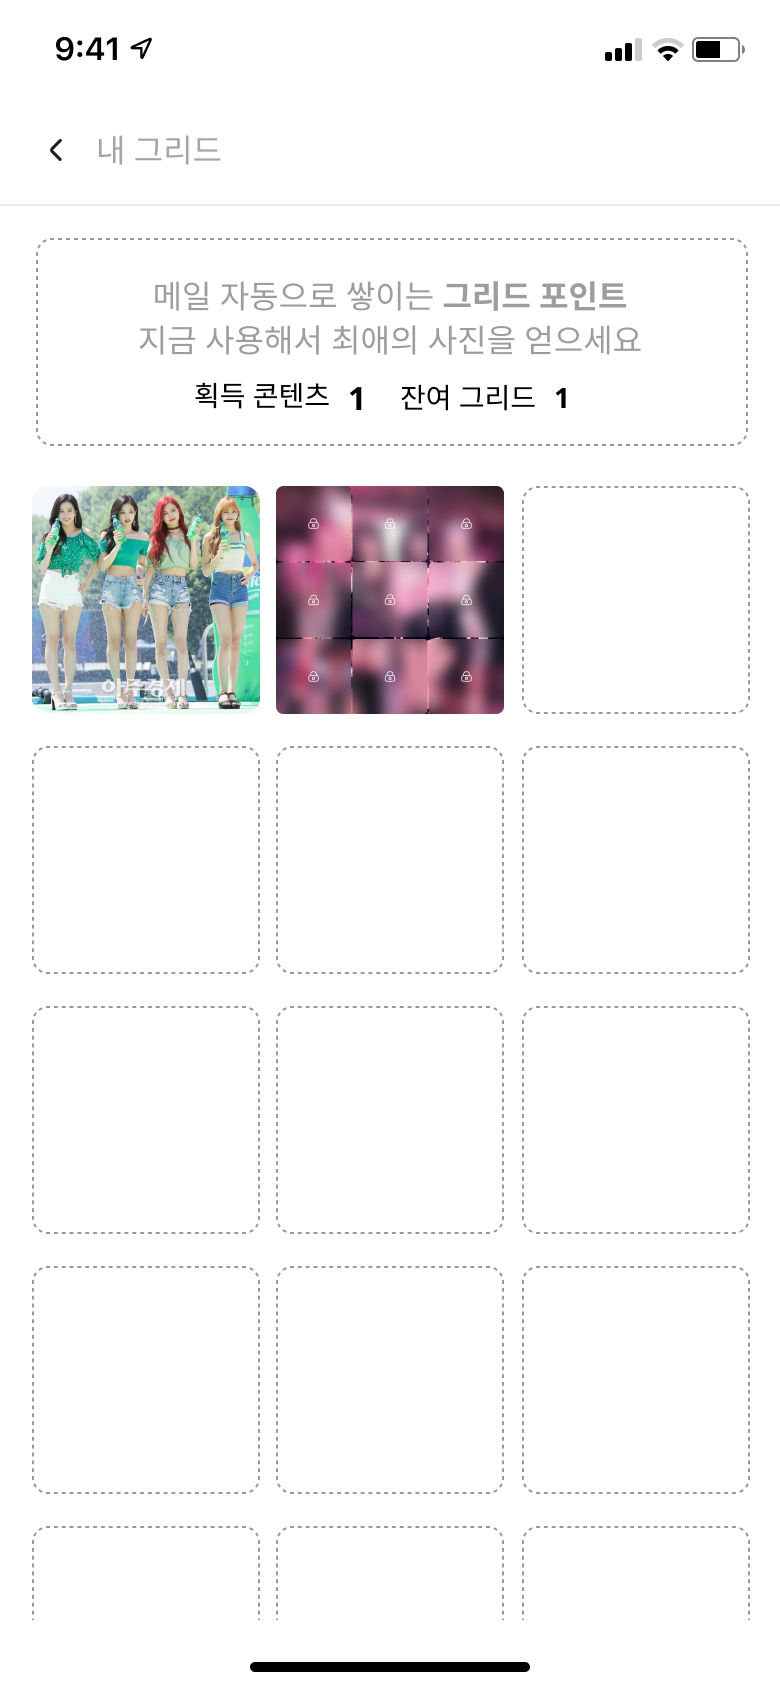 9:41
내 그리드
메일 자동으로 쌓이는 그리드 포인트
지금 사용해서 최애의 사진을 얻으세요
획득 콘텐츠 1 잔여 그리드 1
아주경제